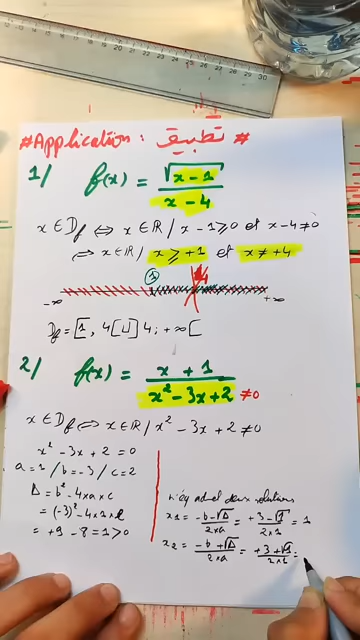 #Application : تطبيق #
1/ f(x) = √(x - 1) / (x - 4)
x ∈ Df ⇔ x ∈ ℝ / x - 1 ⩾ 0 et x - 4 ≠ 0
⇔ x ∈ ℝ / x ⩾ +1 et x ≠ +4
1 4
-∞ +∞
Df = [1, 4[ ∪ ]4; +∞[
2/ f(x) = (x + 1) / (x² - 3x + 2) ≠ 0
x ∈ Df ⇔ x ∈ ℝ / x² - 3x + 2 ≠ 0
x² - 3x + 2 = 0
a = 1 / b = -3 / c = 2
Δ = b² - 4 x a x c
= (-3)² - 4 x 1 x 2
= +9 - 8 = 1 > 0
admet deux solutions
x1 = (-b - √Δ) / (2 x a) = (+3 - √1) / (2 x 1) = 1
x2 = (-b + √Δ) / (2 x a) = (+3 + √1) / (2 x 1) =